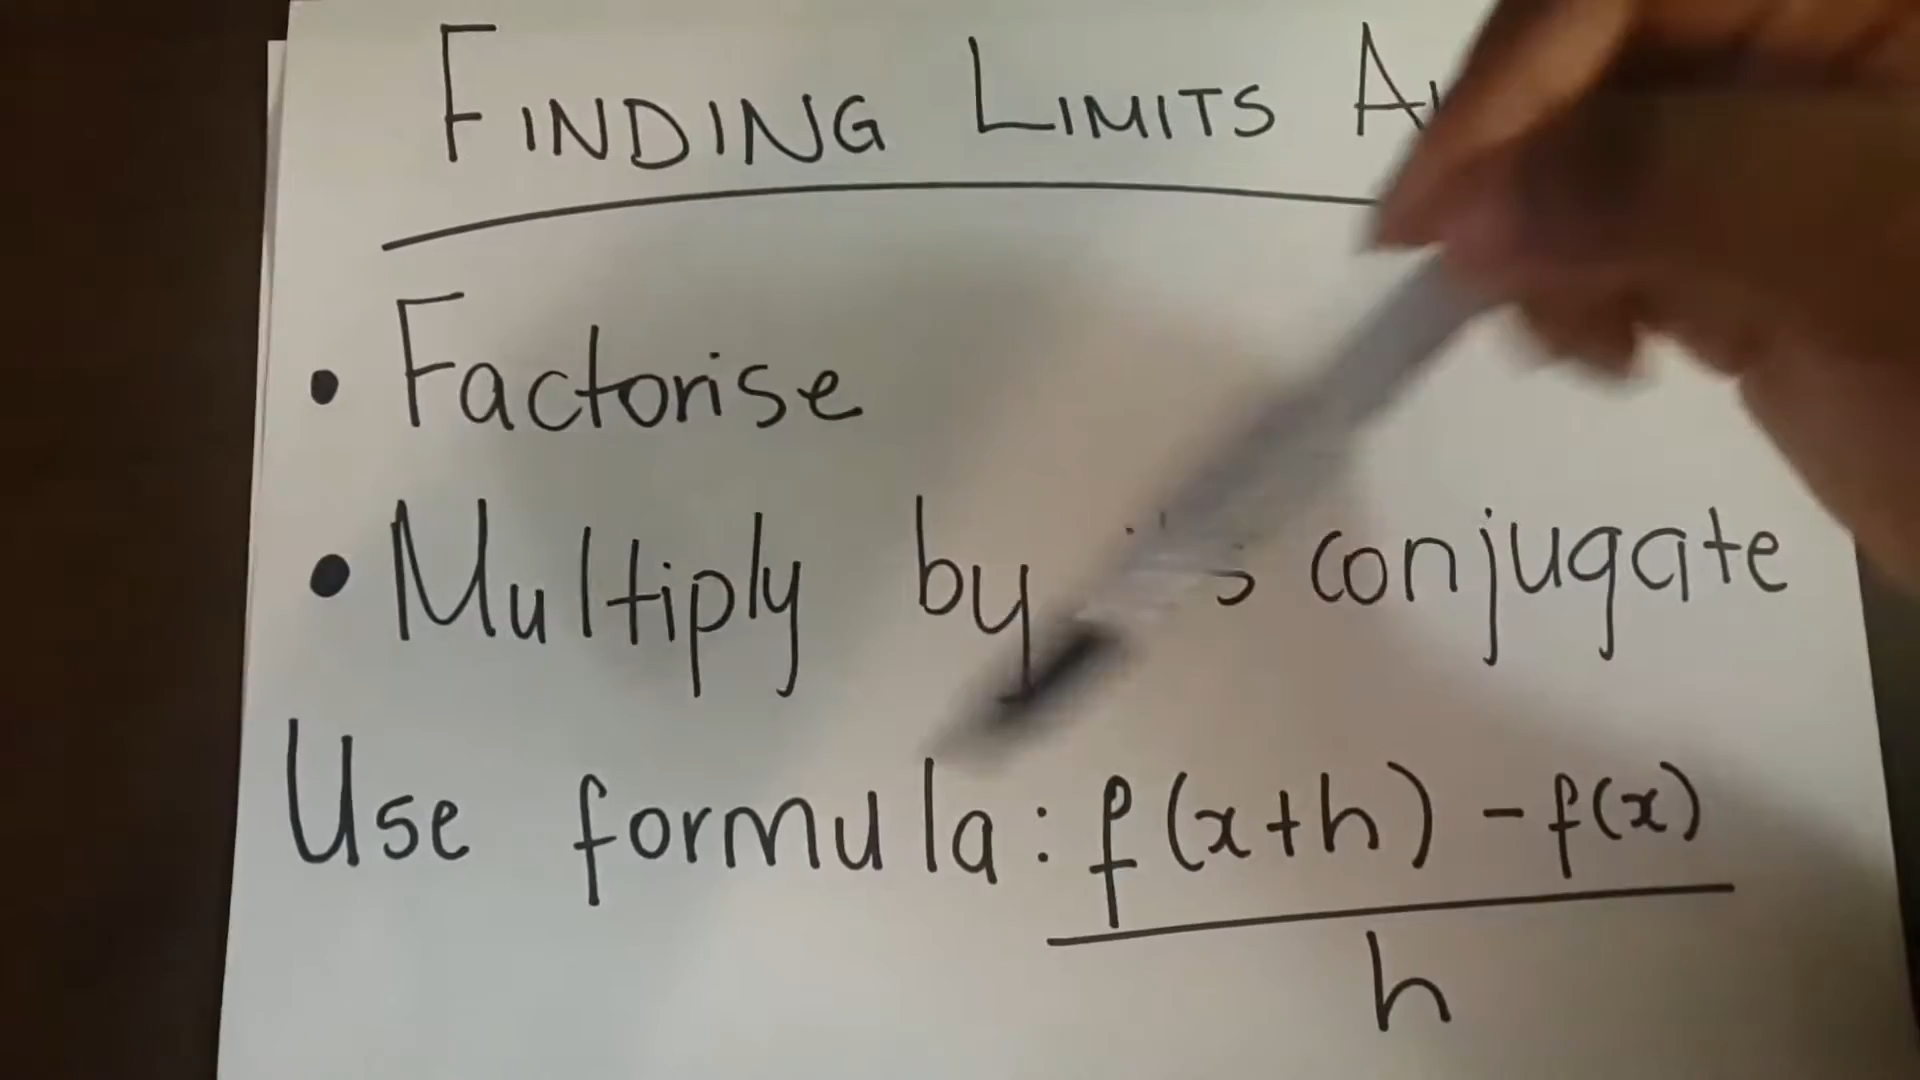 FINDING LIMITS
• Factorise
• Multiply by conjugate
Use formula: f(x+h) - f(x)
h